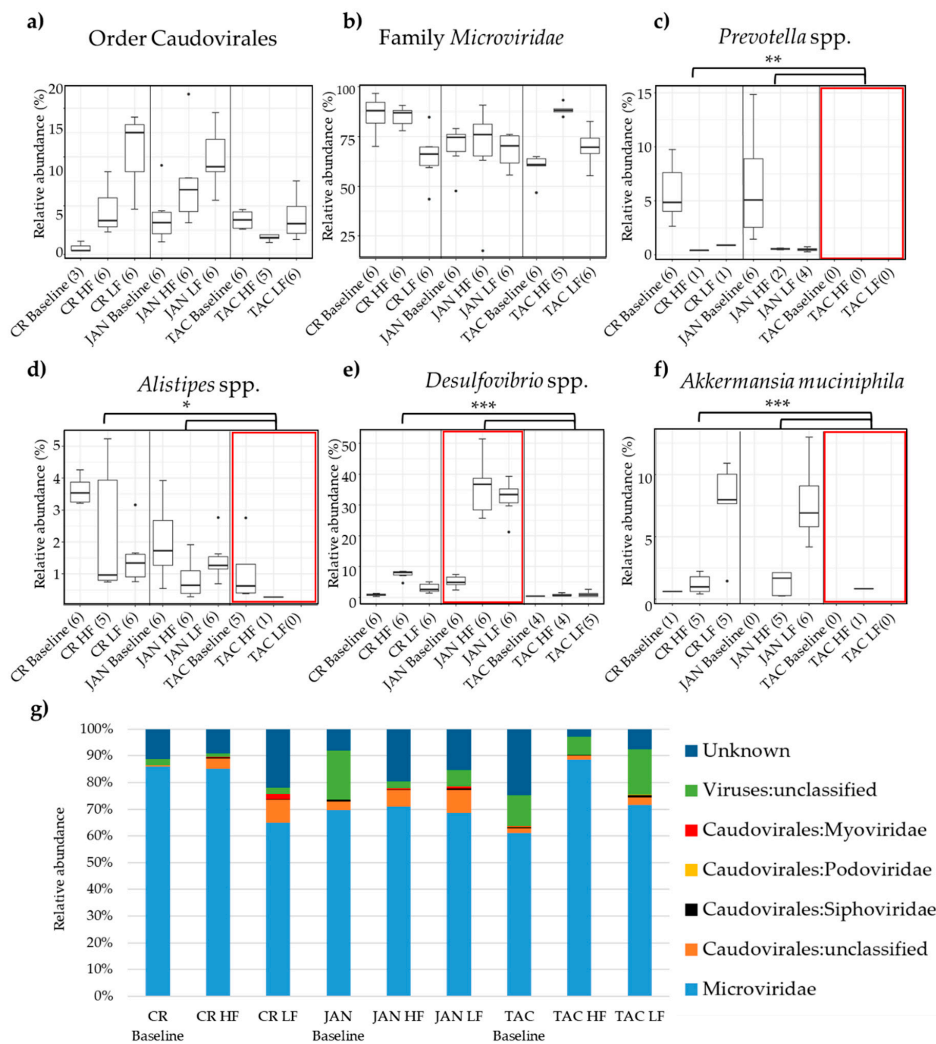 a)
Order Caudovirales
Relative abundance (%)
20
15
10
5
0
CR Baseline (3)
CR HF (6)
CR LF (6)
JAN Baseline (6)
JAN HF (6)
JAN LF (6)
TAC Baseline (6)
TAC HF (5)
TAC LF(6)
b)
Family Microviridae
Relative abundance (%)
100
75
50
25
CR Baseline (6)
CR HF (6)
CR LF (6)
JAN Baseline (6)
JAN HF (6)
JAN LF (6)
TAC Baseline (6)
TAC HF (5)
TAC LF(6)
c)
Prevotella spp.
**
Relative abundance (%)
15
10
5
0
CR Baseline (6)
CR HF (1)
CR LF (1)
JAN Baseline (6)
JAN HF (2)
JAN LF (4)
TAC Baseline (0)
TAC HF (0)
TAC LF(0)
d)
Alistipes spp.
*
Relative abundance (%)
5
4
3
2
1
CR Baseline (6)
CR HF (5)
CR LF (6)
JAN Baseline (6)
JAN HF (6)
JAN LF (6)
TAC Baseline (5)
TAC HF (1)
TAC LF(0)
e)
Desulfovibrio spp.
***
Relative abundance (%)
50
40
30
20
10
0
CR Baseline (6)
CR HF (6)
CR LF (6)
JAN Baseline (6)
JAN HF (6)
JAN LF (6)
TAC Baseline (4)
TAC HF (4)
TAC LF(5)
f)
Akkermansia muciniphila
***
Relative abundance (%)
10
5
0
CR Baseline (1)
CR HF (5)
CR LF (5)
JAN Baseline (0)
JAN HF (5)
JAN LF (6)
TAC Baseline (0)
TAC HF (1)
TAC LF(0)
g)
Relative abundance
100%
90%
80%
70%
60%
50%
40%
30%
20%
10%
0%
CR
Baseline
CR HF
CR LF
JAN
Baseline
JAN HF
JAN LF
TAC
Baseline
TAC HF
TAC LF
Unknown
Viruses:unclassified
Caudovirales:Myoviridae
Caudovirales:Podoviridae
Caudovirales:Siphoviridae
Caudovirales:unclassified
Microviridae